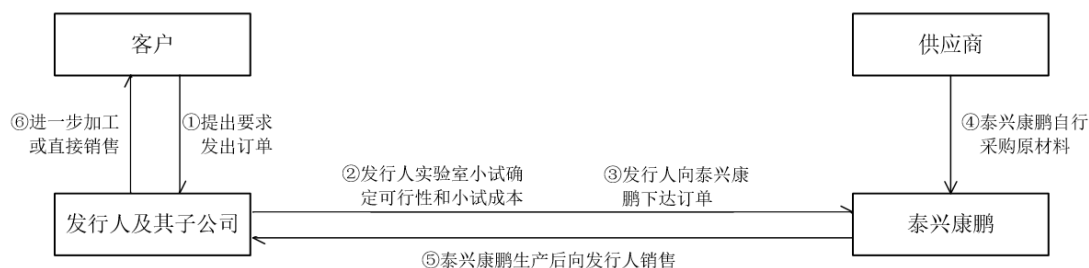 客户
供应商
⑥进一步加工
或直接销售
①提出要求
发出订单
④泰兴康鹏自行
采购原材料
②发行人实验室小试确
定可行性和小试成本
③发行人向泰兴康
鹏下达订单
发行人及其子公司
泰兴康鹏
⑤泰兴康鹏生产后向发行人销售